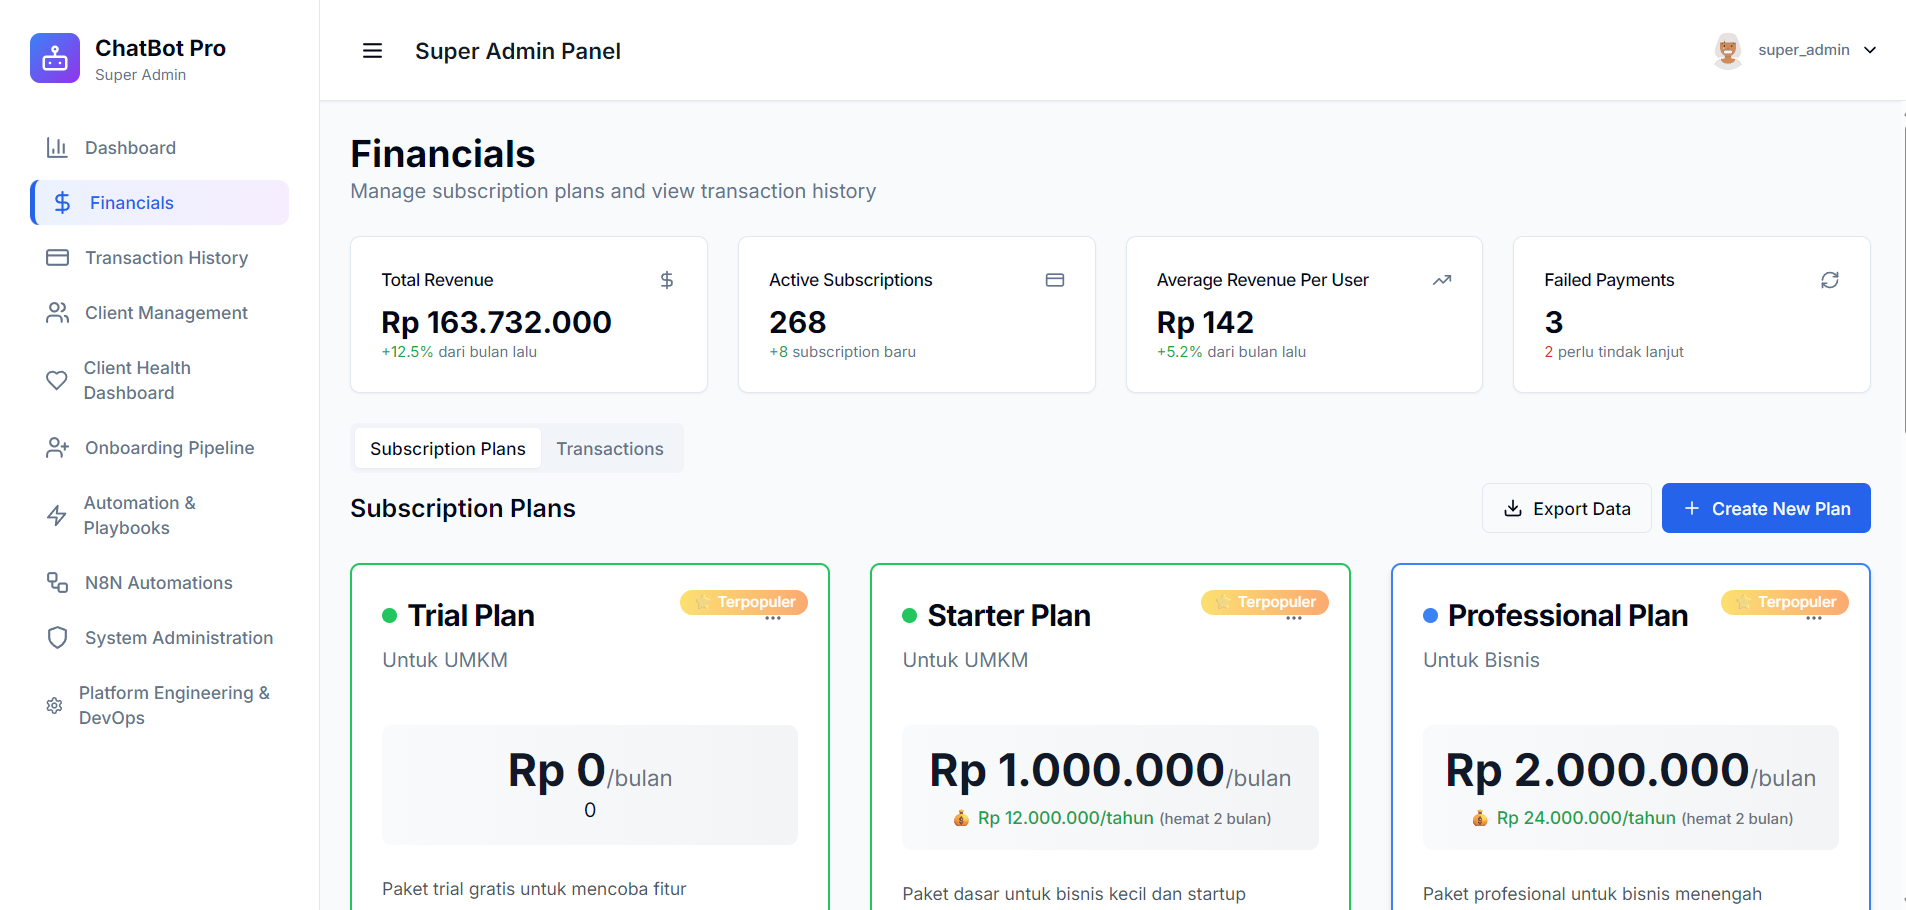 ChatBot Pro
Super Admin
Dashboard
Financials
Transaction History
Client Management
Client Health
Dashboard
Onboarding Pipeline
Automation &
Playbooks
N8N Automations
System Administration
Platform Engineering &
DevOps
Super Admin Panel
super_admin
Financials
Manage subscription plans and view transaction history
Total Revenue
Rp 163.732.000
+12.5% dari bulan lalu
Active Subscriptions
268
+8 subscription baru
Average Revenue Per User
Rp 142
+5.2% dari bulan lalu
Failed Payments
3
2 perlu tindak lanjut
Subscription Plans
Transactions
Subscription Plans
Export Data
Create New Plan
Trial Plan
Terpopuler
Untuk UMKM
Rp 0/bulan
0
Paket trial gratis untuk mencoba fitur
Starter Plan
Terpopuler
Untuk UMKM
Rp 1.000.000/bulan
Rp 12.000.000/tahun (hemat 2 bulan)
Paket dasar untuk bisnis kecil dan startup
Professional Plan
Terpopuler
Untuk Bisnis
Rp 2.000.000/bulan
Rp 24.000.000/tahun (hemat 2 bulan)
Paket profesional untuk bisnis menengah